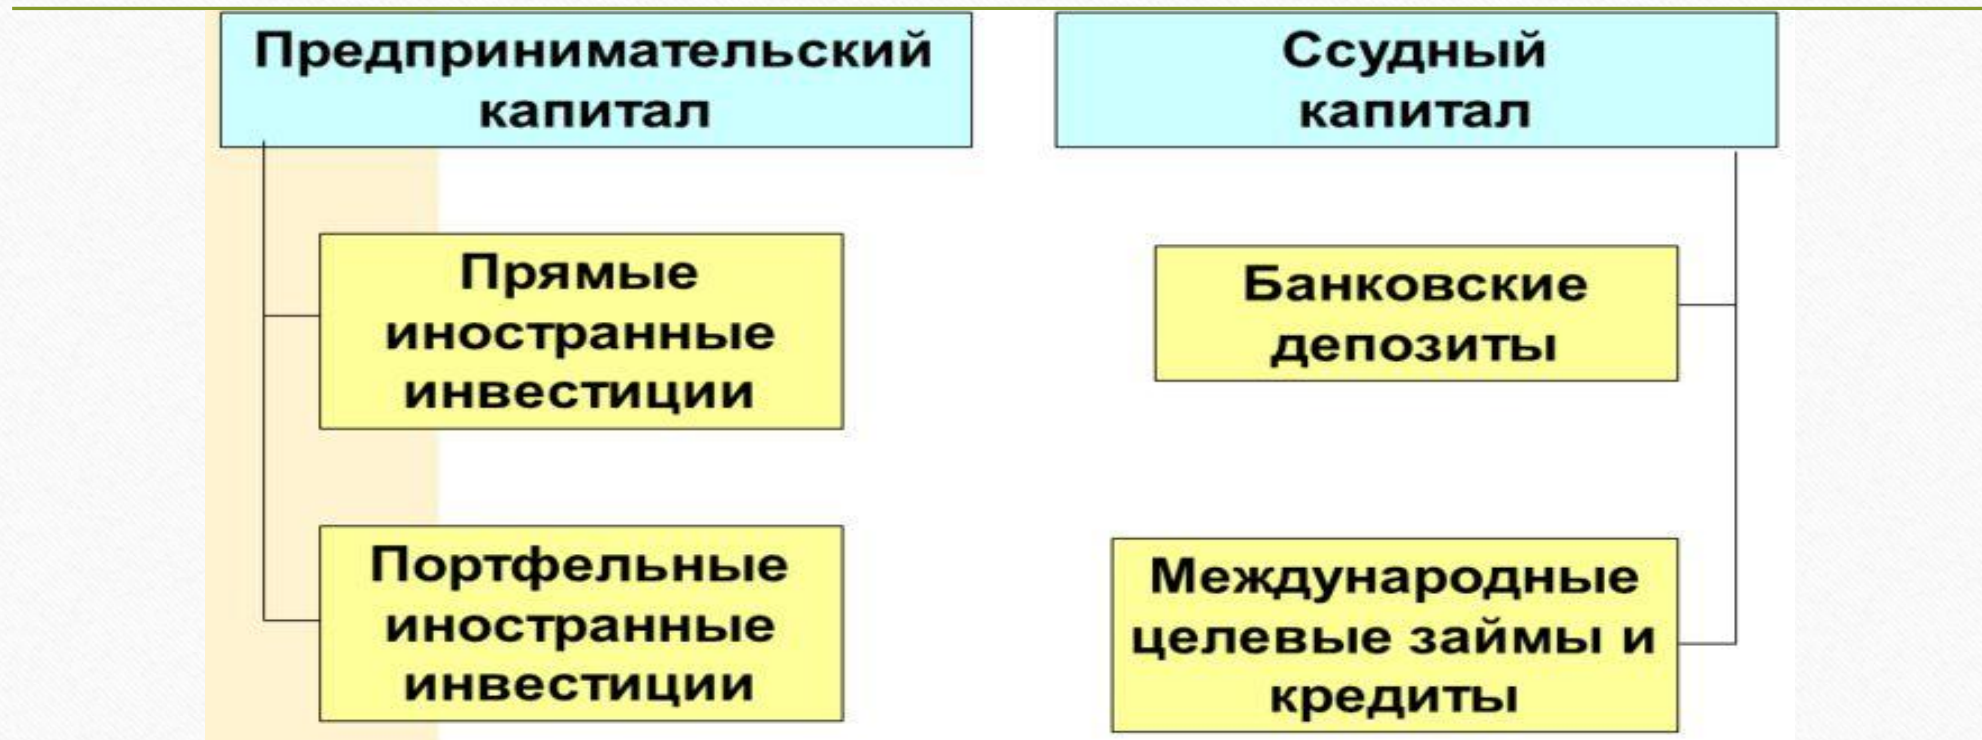 Предпринимательский
капитал
Прямые
иностранные
инвестиции
Портфельные
иностранные
инвестиции
Ссудный
капитал
Банковские
депозиты
Международные
целевые займы и
кредиты